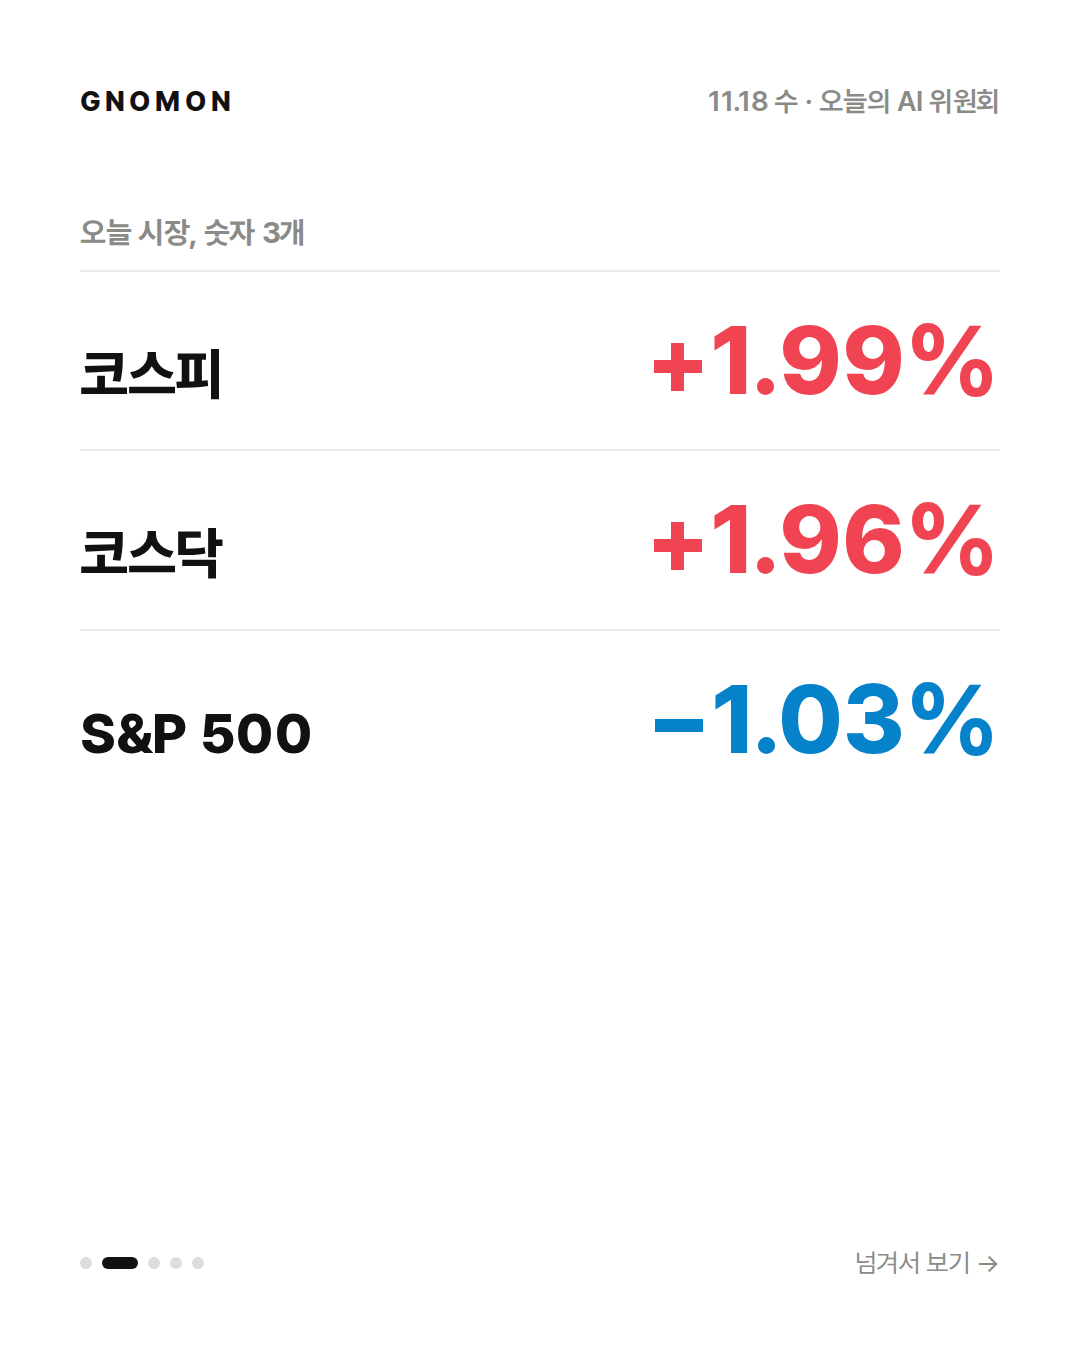 GNOMON
11.18 수 · 오늘의 AI 위원회
오늘 시장, 숫자 3개
코스피 +1.99%
코스닥 +1.96%
S&P 500 −1.03%
넘겨서 보기 →